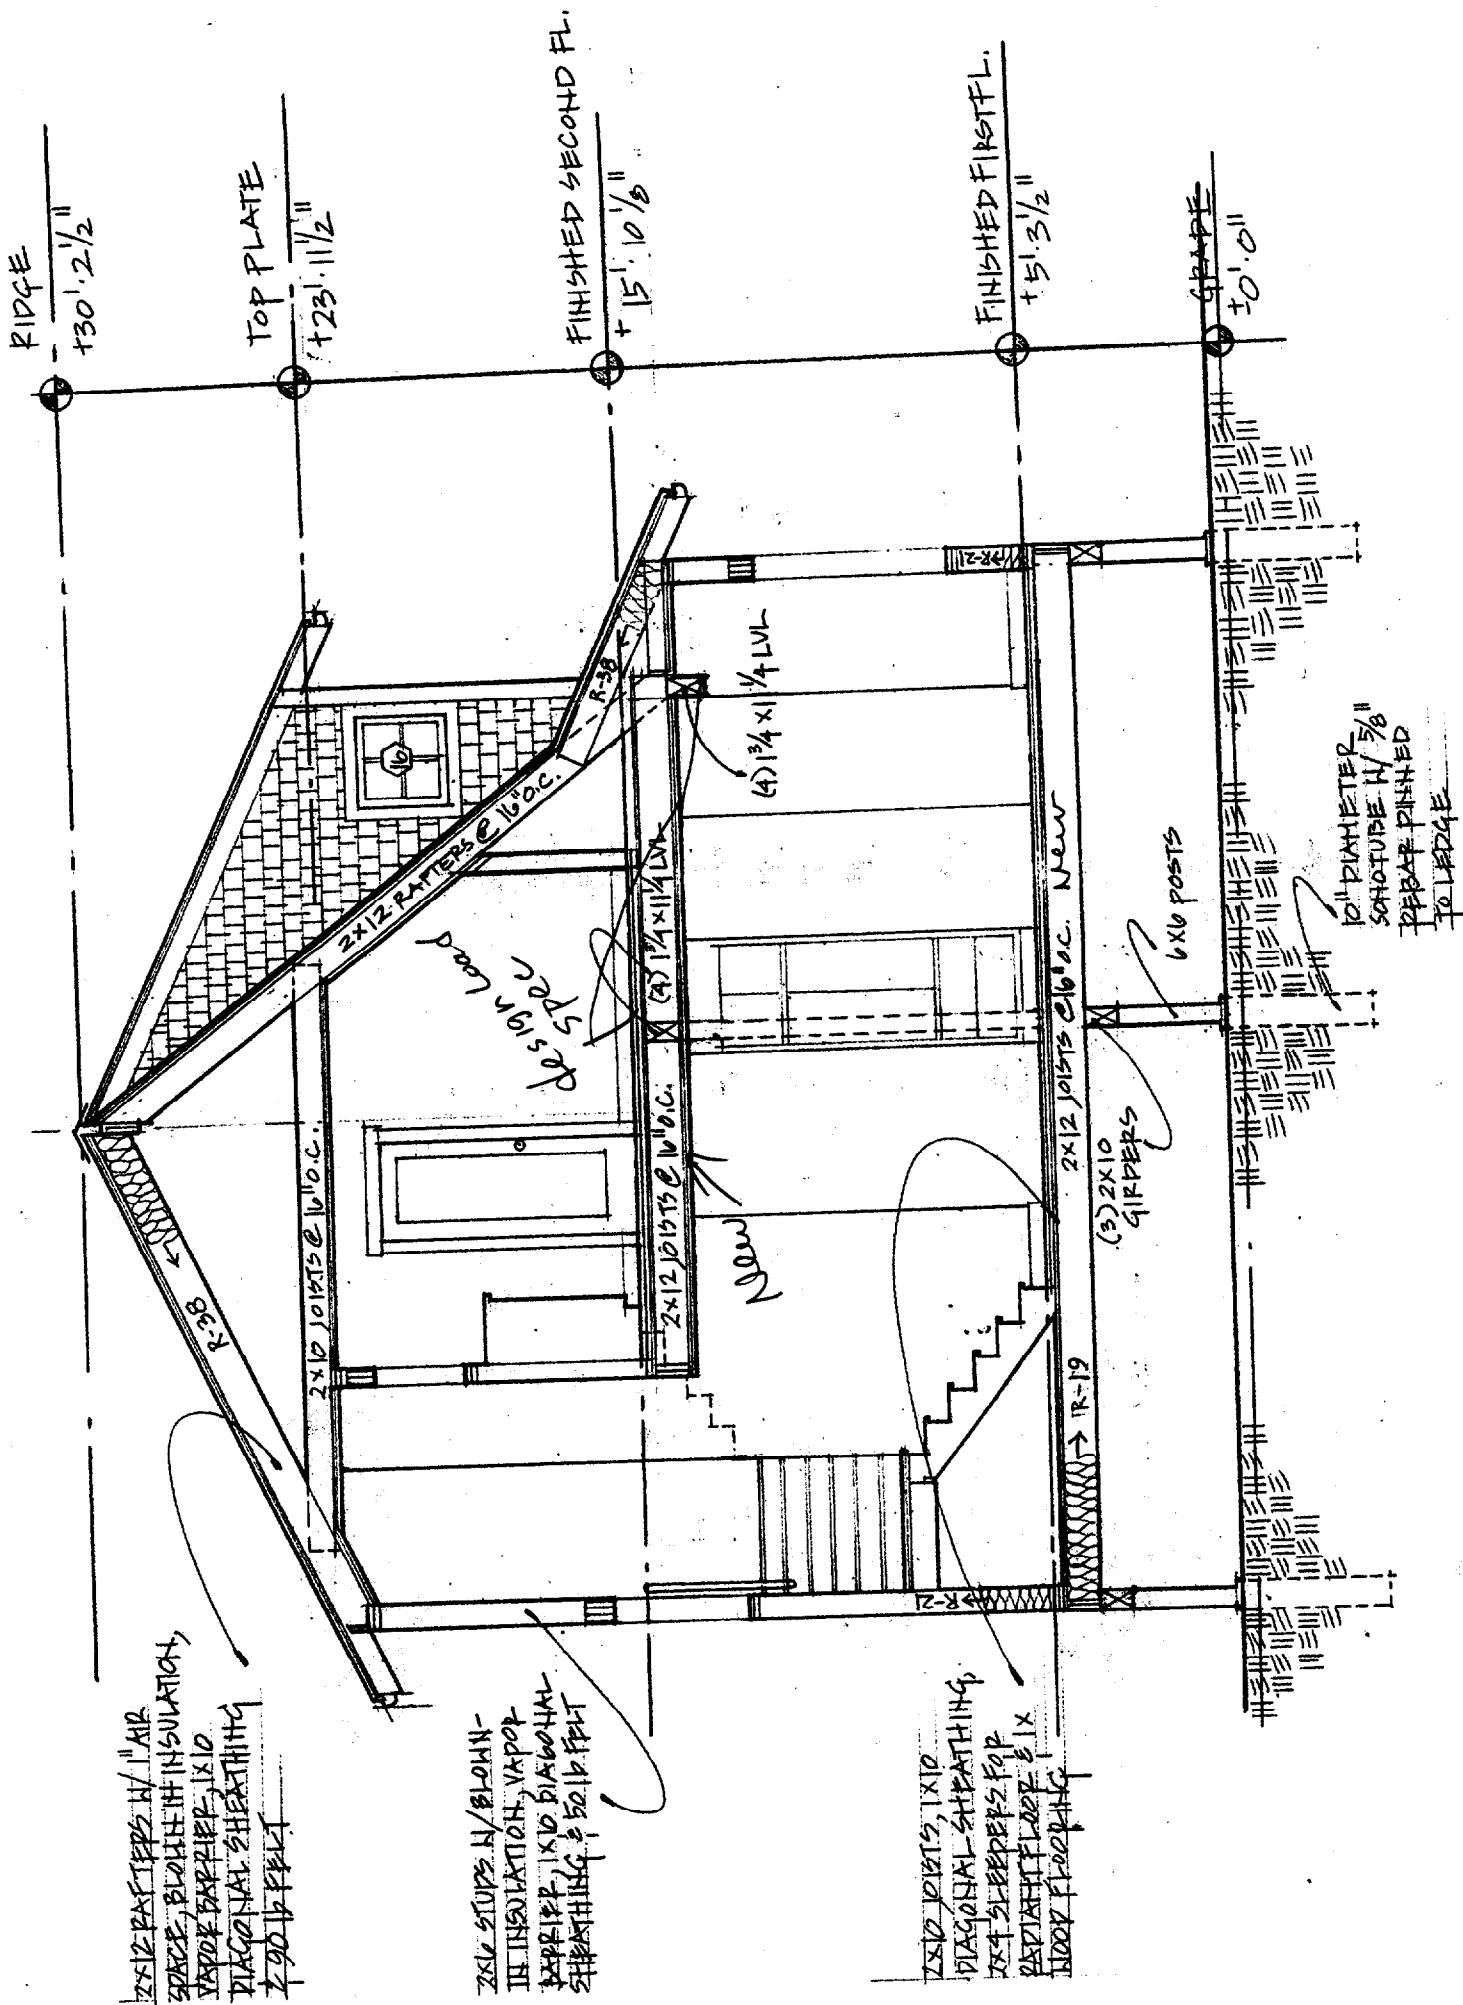 RIDGE
+30'·2 1/2"
TOP PLATE
+23'·11 1/2"
FINISHED SECOND FL.
+15'·10 1/8"
FINISHED FIRST FL.
+5'·3 1/2"
GRADE
±0'·0"
2X12 RAFTERS W/ 1" AIR
SPACE, BLOWN IN INSULATION,
VAPOR BARRIER, 1X10
DIAGONAL SHEATHING
& 90 lb FELT
2X6 STUDS W/ BLOWN-
IN INSULATION, VAPOR
BARRIER, 1X10 DIAGONAL
SHEATHING & 50 lb FELT
2X10 JOISTS, 1X10
DIAGONAL SHEATHING,
2X4 SLEEPERS FOR
RADIANT FLOOR & 1X
WOOD FLOORING
R-38
2X10 JOISTS @ 16" O.C.
2X12 RAFTERS @ 16" O.C.
16
R-38
design Load
SPEC
2X12 JOISTS @ 16" O.C.
(4) 1 3/4 X 11 1/4 LVL
(4) 1 3/4 X 11 1/4 LVL
New
R-21
R-21
R-19
2X12 JOISTS @ 16" O.C. New
(3) 2X10
GIRDERS
6X6 POSTS
10" DIAMETER
SONOTUBE W/ 5/8"
REBAR PINNED
TO LEDGE